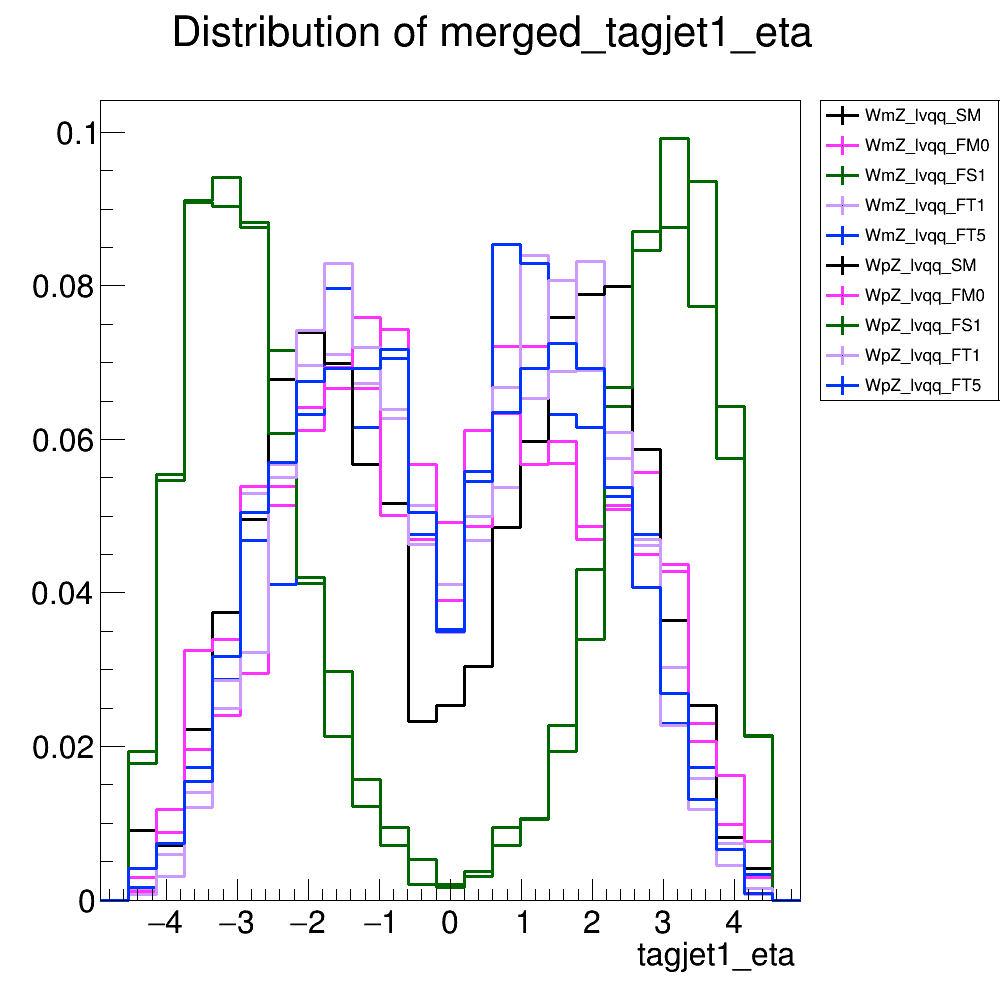 Distribution of merged_tagjet1_eta
0.1
0.08
0.06
0.04
0.02
0
−4 −3 −2 −1 0 1 2 3 4
tagjet1_eta
WmZ_lvqq_SM
WmZ_lvqq_FM0
WmZ_lvqq_FS1
WmZ_lvqq_FT1
WmZ_lvqq_FT5
WpZ_lvqq_SM
WpZ_lvqq_FM0
WpZ_lvqq_FS1
WpZ_lvqq_FT1
WpZ_lvqq_FT5